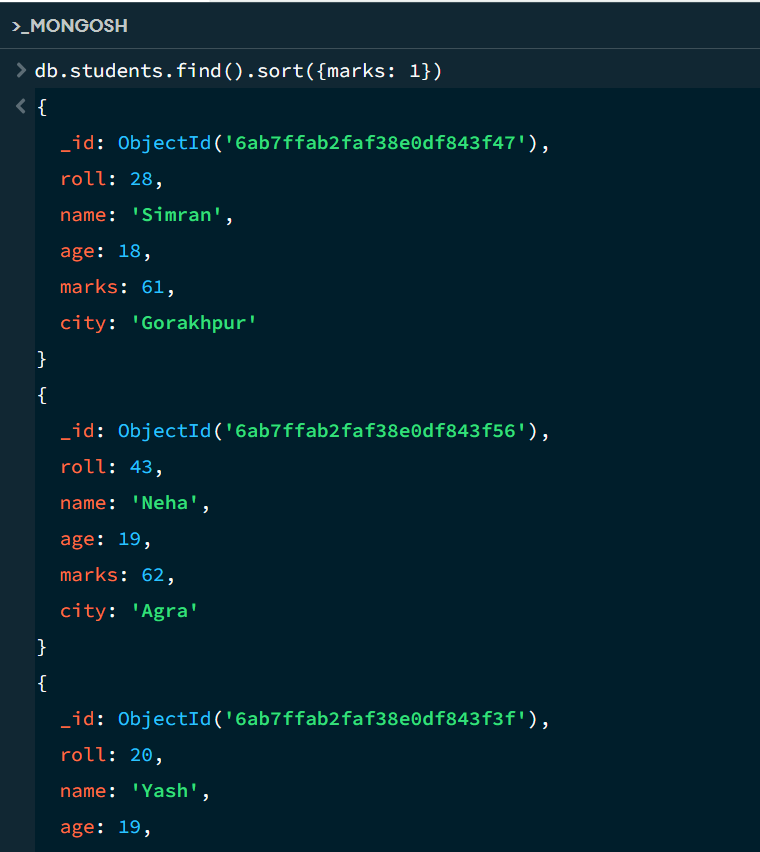 >_MONGOSH
> db.students.find().sort({marks: 1})
< {
_id: ObjectId('6ab7ffab2faf38e0df843f47'),
roll: 28,
name: 'Simran',
age: 18,
marks: 61,
city: 'Gorakhpur'
}
{
_id: ObjectId('6ab7ffab2faf38e0df843f56'),
roll: 43,
name: 'Neha',
age: 19,
marks: 62,
city: 'Agra'
}
{
_id: ObjectId('6ab7ffab2faf38e0df843f3f'),
roll: 20,
name: 'Yash',
age: 19,